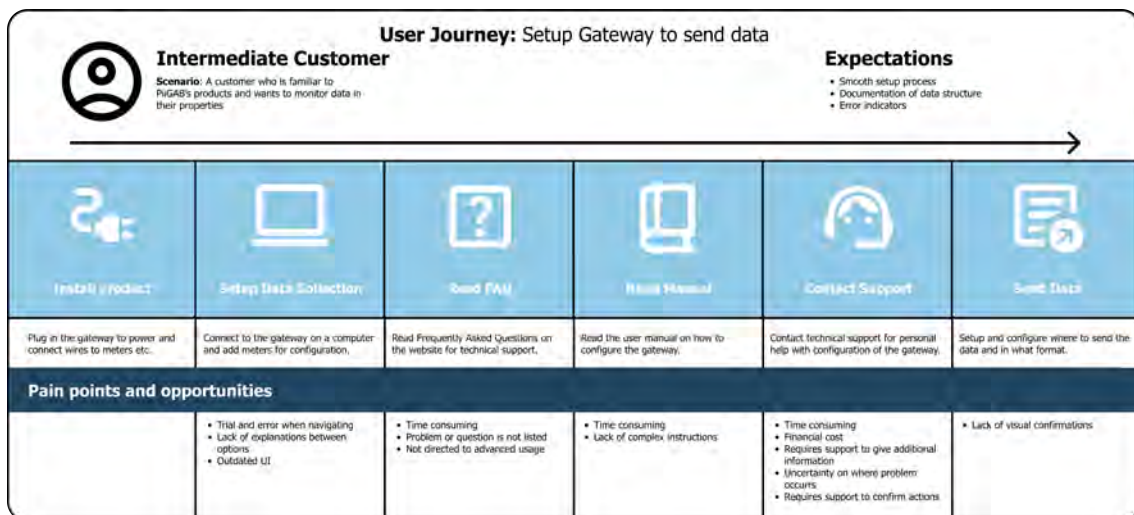 User Journey: Setup Gateway to send data
Intermediate Customer
Scenario: A customer who is familiar to
PiiGAB's products and wants to monitor data in
their properties
Expectations
• Smooth setup process
• Documentation of data structure
• Error indicators
Install Product
Setup Data Collection
Read FAQ
Read Manual
Contact Support
Send Data
Plug in the gateway to power and
connect wires to meters etc.
Connect to the gateway on a computer
and add meters for configuration.
Read Frequently Asked Questions on
the website for technical support.
Read the user manual on how to
configure the gateway.
Contact technical support for personal
help with configuration of the gateway.
Setup and configure where to send the
data and in what format.
Pain points and opportunities
• Trial and error when navigating
• Lack of explanations between
options
• Outdated UI
• Time consuming
• Problem or question is not listed
• Not directed to advanced usage
• Time consuming
• Lack of complex instructions
• Time consuming
• Financial cost
• Requires support to give additional
information
• Uncertainty on where problem
occurrs
• Requires support to confirm actions
• Lack of visual confirmations